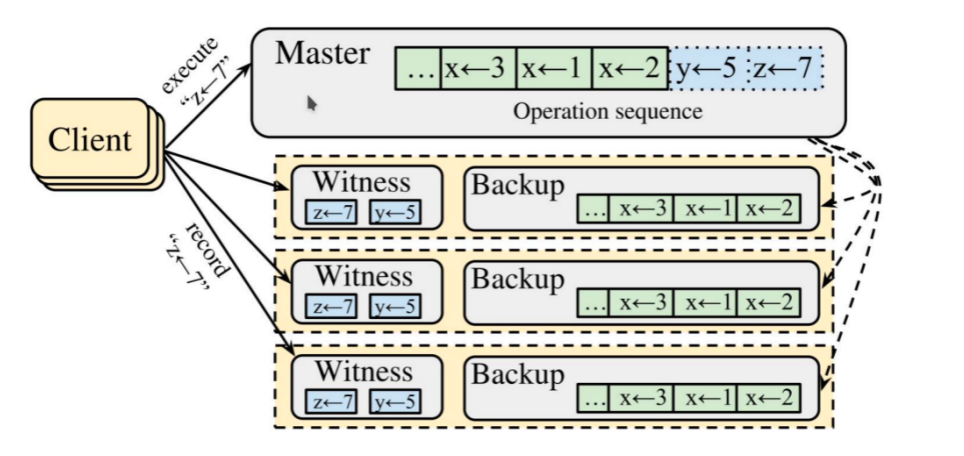 Master
… x←3 x←1 x←2 y←5 z←7
Operation sequence
execute
“z←7”
Client
record
“z←7”
Witness
z←7 y←5
Backup
… x←3 x←1 x←2
Witness
z←7 y←5
Backup
… x←3 x←1 x←2
Witness
z←7 y←5
Backup
… x←3 x←1 x←2